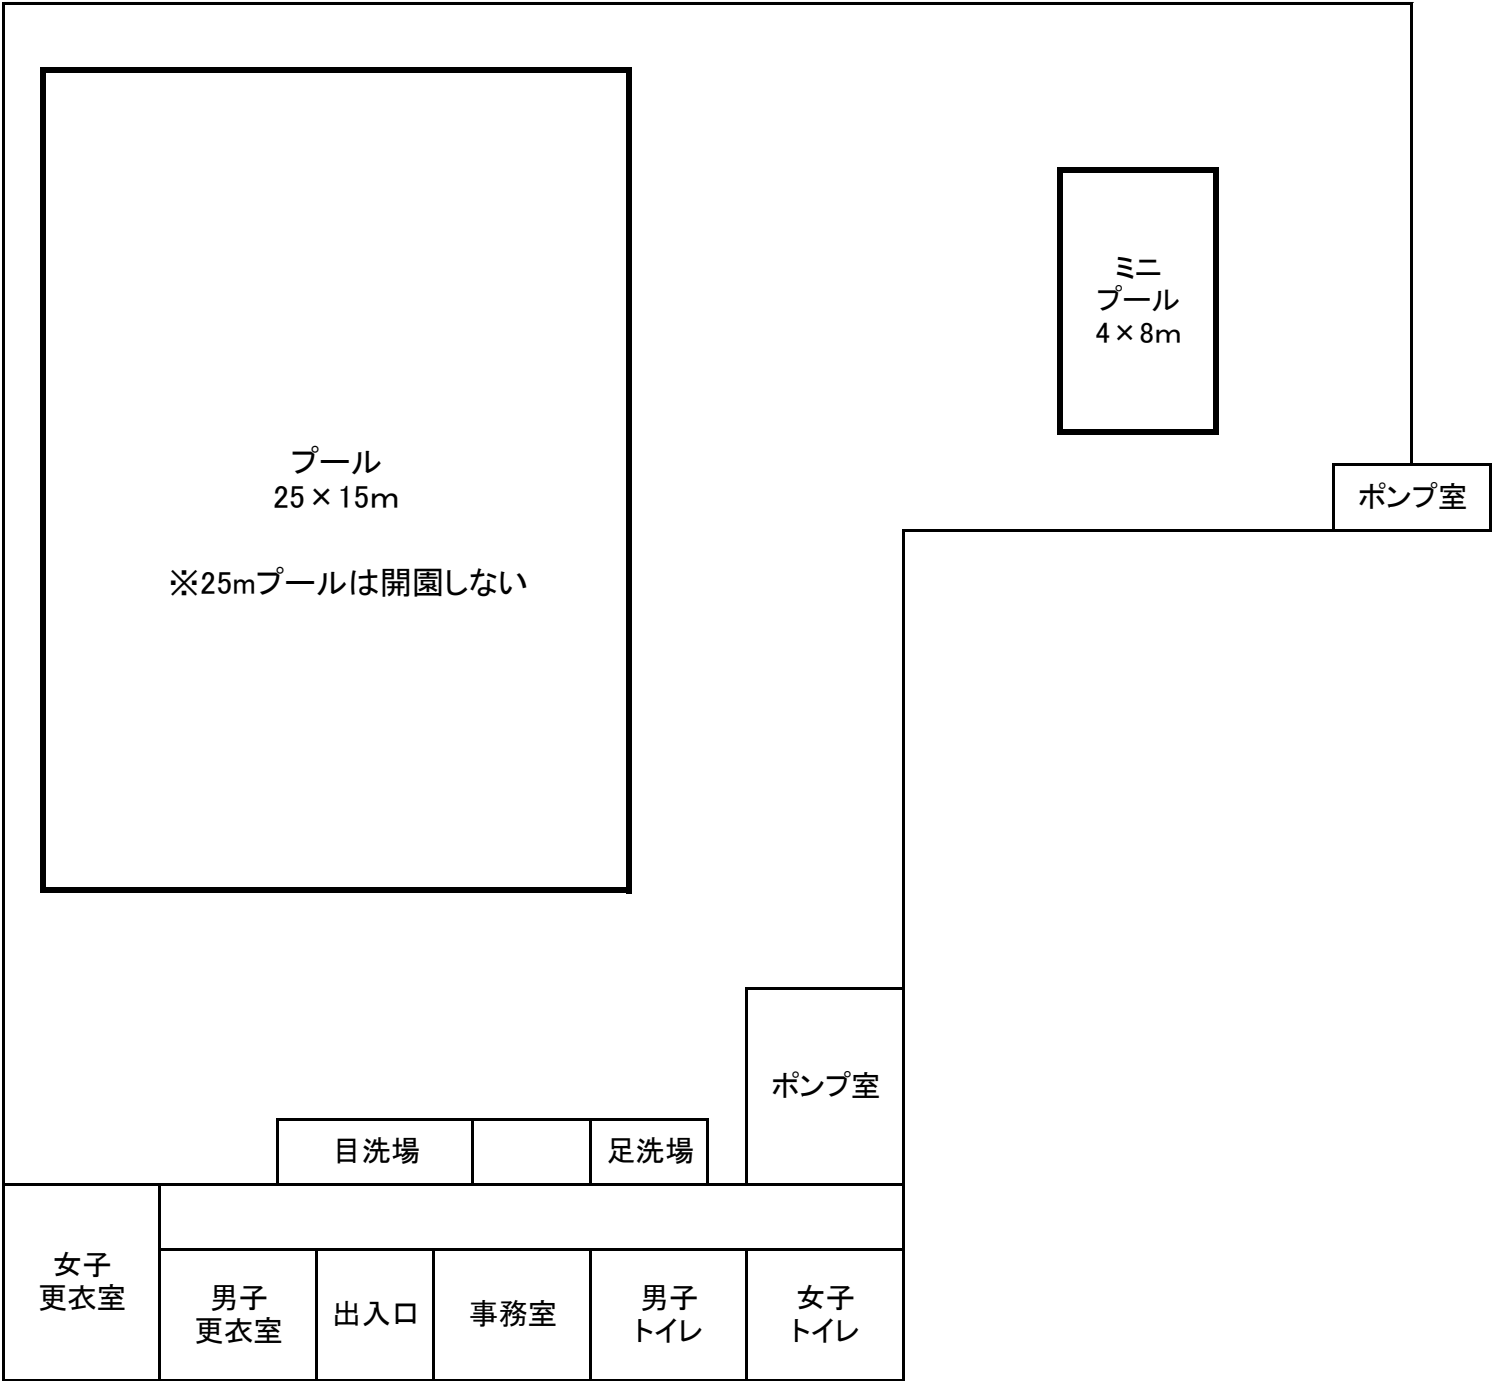 ミニ
プール
4×8m
プール
25×15m
※25mプールは開園しない
ポンプ室
ポンプ室
目洗場
足洗場
女子
更衣室
男子
更衣室
出入口
事務室
男子
トイレ
女子
トイレ